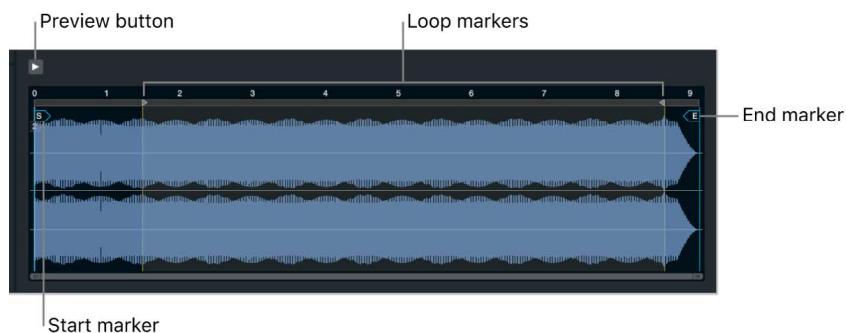 Preview button
Loop markers
0 1 2 3 4 5 6 7 8 9
S
E
End marker
Start marker